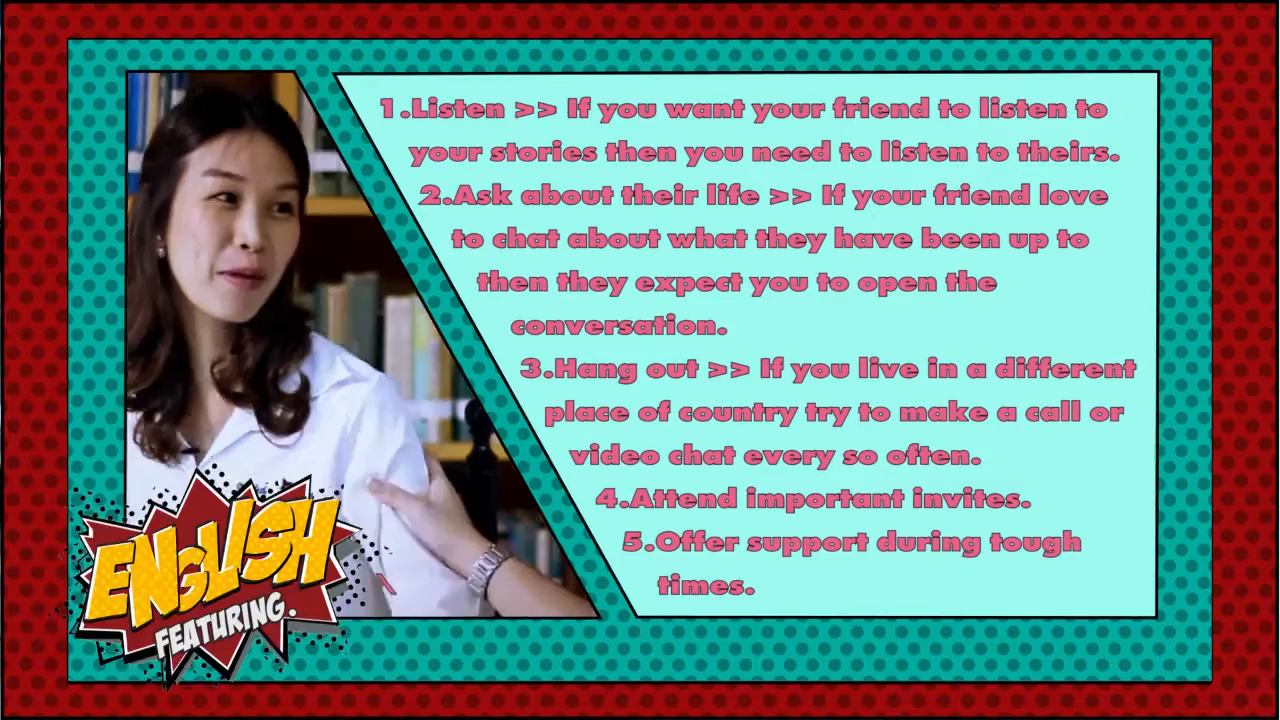 1.Listen >> If you want your friend to listen to
your stories then you need to listen to theirs.
2.Ask about their life >> If your friend love
to chat about what they have been up to
then they expect you to open the
conversation.
3.Hang out >> If you live in a different
place of country try to make a call or
video chat every so often.
4.Attend important invites.
5.Offer support during tough
times.
ENGLISH
FEATURING.